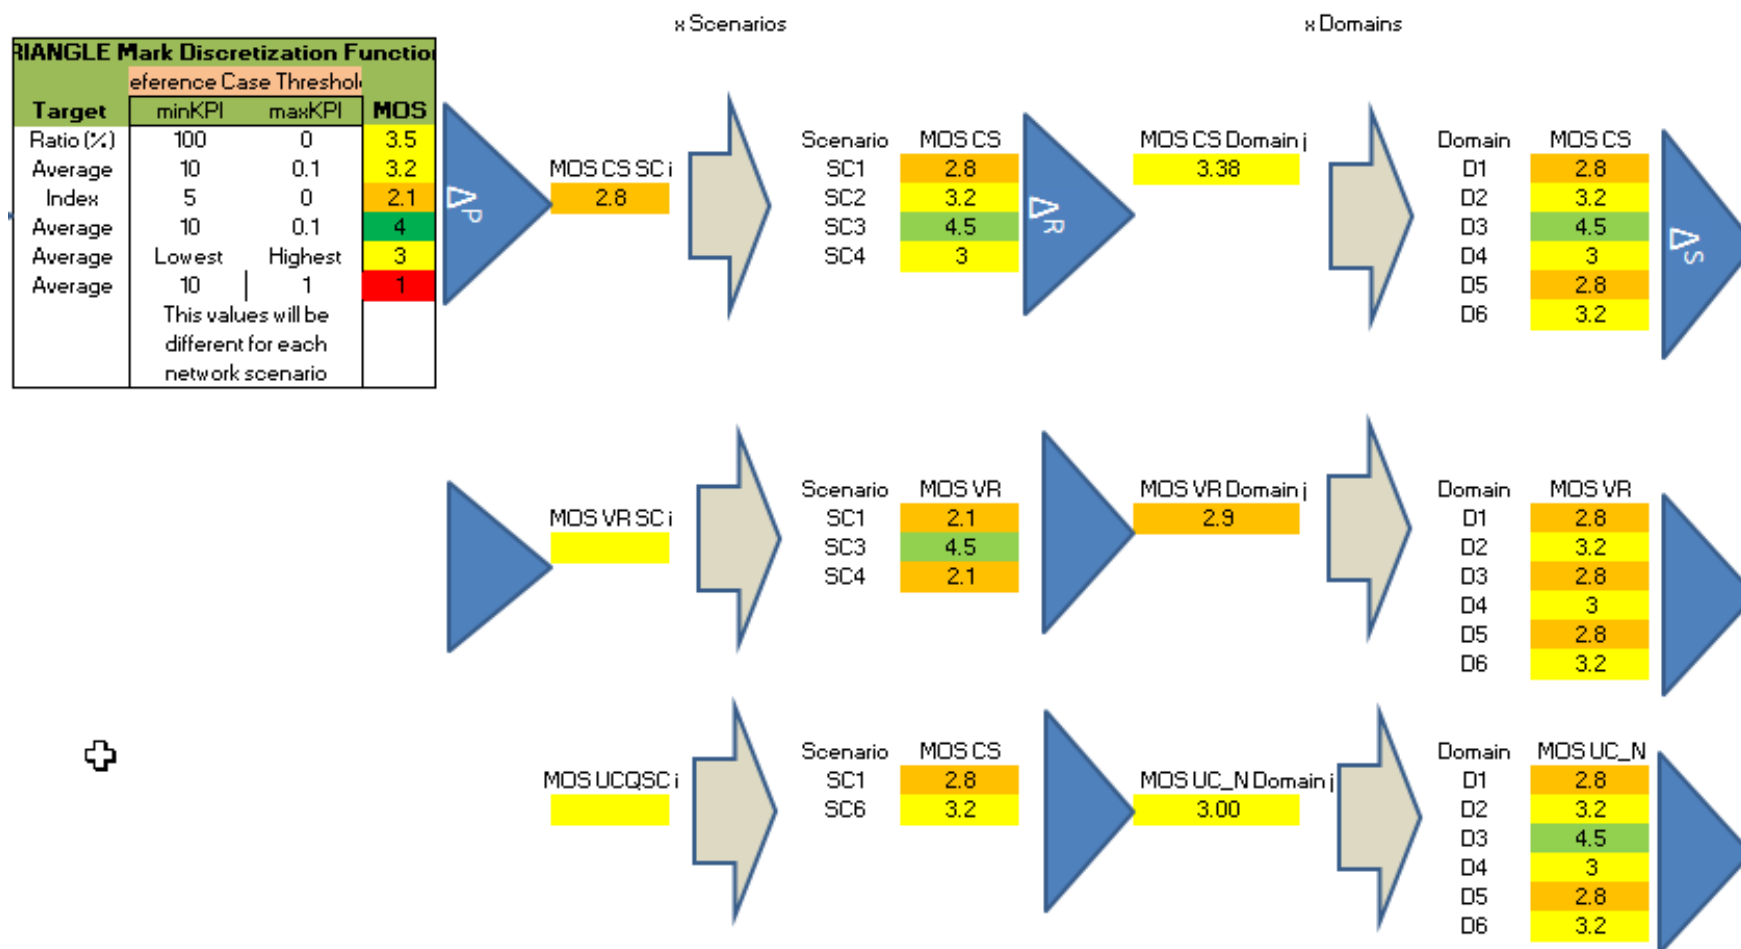 x Scenarios
x Domains
RIANGLE Mark Discretization Function
eference Case Threshold
Target minKPI maxKPI MOS
Ratio (%) 100 0 3.5
Average 10 0.1 3.2
Index 5 0 2.1
Average 10 0.1 4
Average Lowest Highest 3
Average 10 1 1
This values will be
different for each
network scenario
ΔP
MOS CS SC i
2.8
Scenario MOS CS
SC1 2.8
SC2 3.2
SC3 4.5
SC4 3
ΔR
MOS CS Domain j
3.38
Domain MOS CS
D1 2.8
D2 3.2
D3 4.5
D4 3
D5 2.8
D6 3.2
ΔS
MOS VR SC i
Scenario MOS VR
SC1 2.1
SC3 4.5
SC4 2.1
MOS VR Domain j
2.9
Domain MOS VR
D1 2.8
D2 3.2
D3 2.8
D4 3
D5 2.8
D6 3.2
MOS UCQSC i
Scenario MOS CS
SC1 2.8
SC6 3.2
MOS UC_N Domain j
3.00
Domain MOS UC_N
D1 2.8
D2 3.2
D3 4.5
D4 3
D5 2.8
D6 3.2